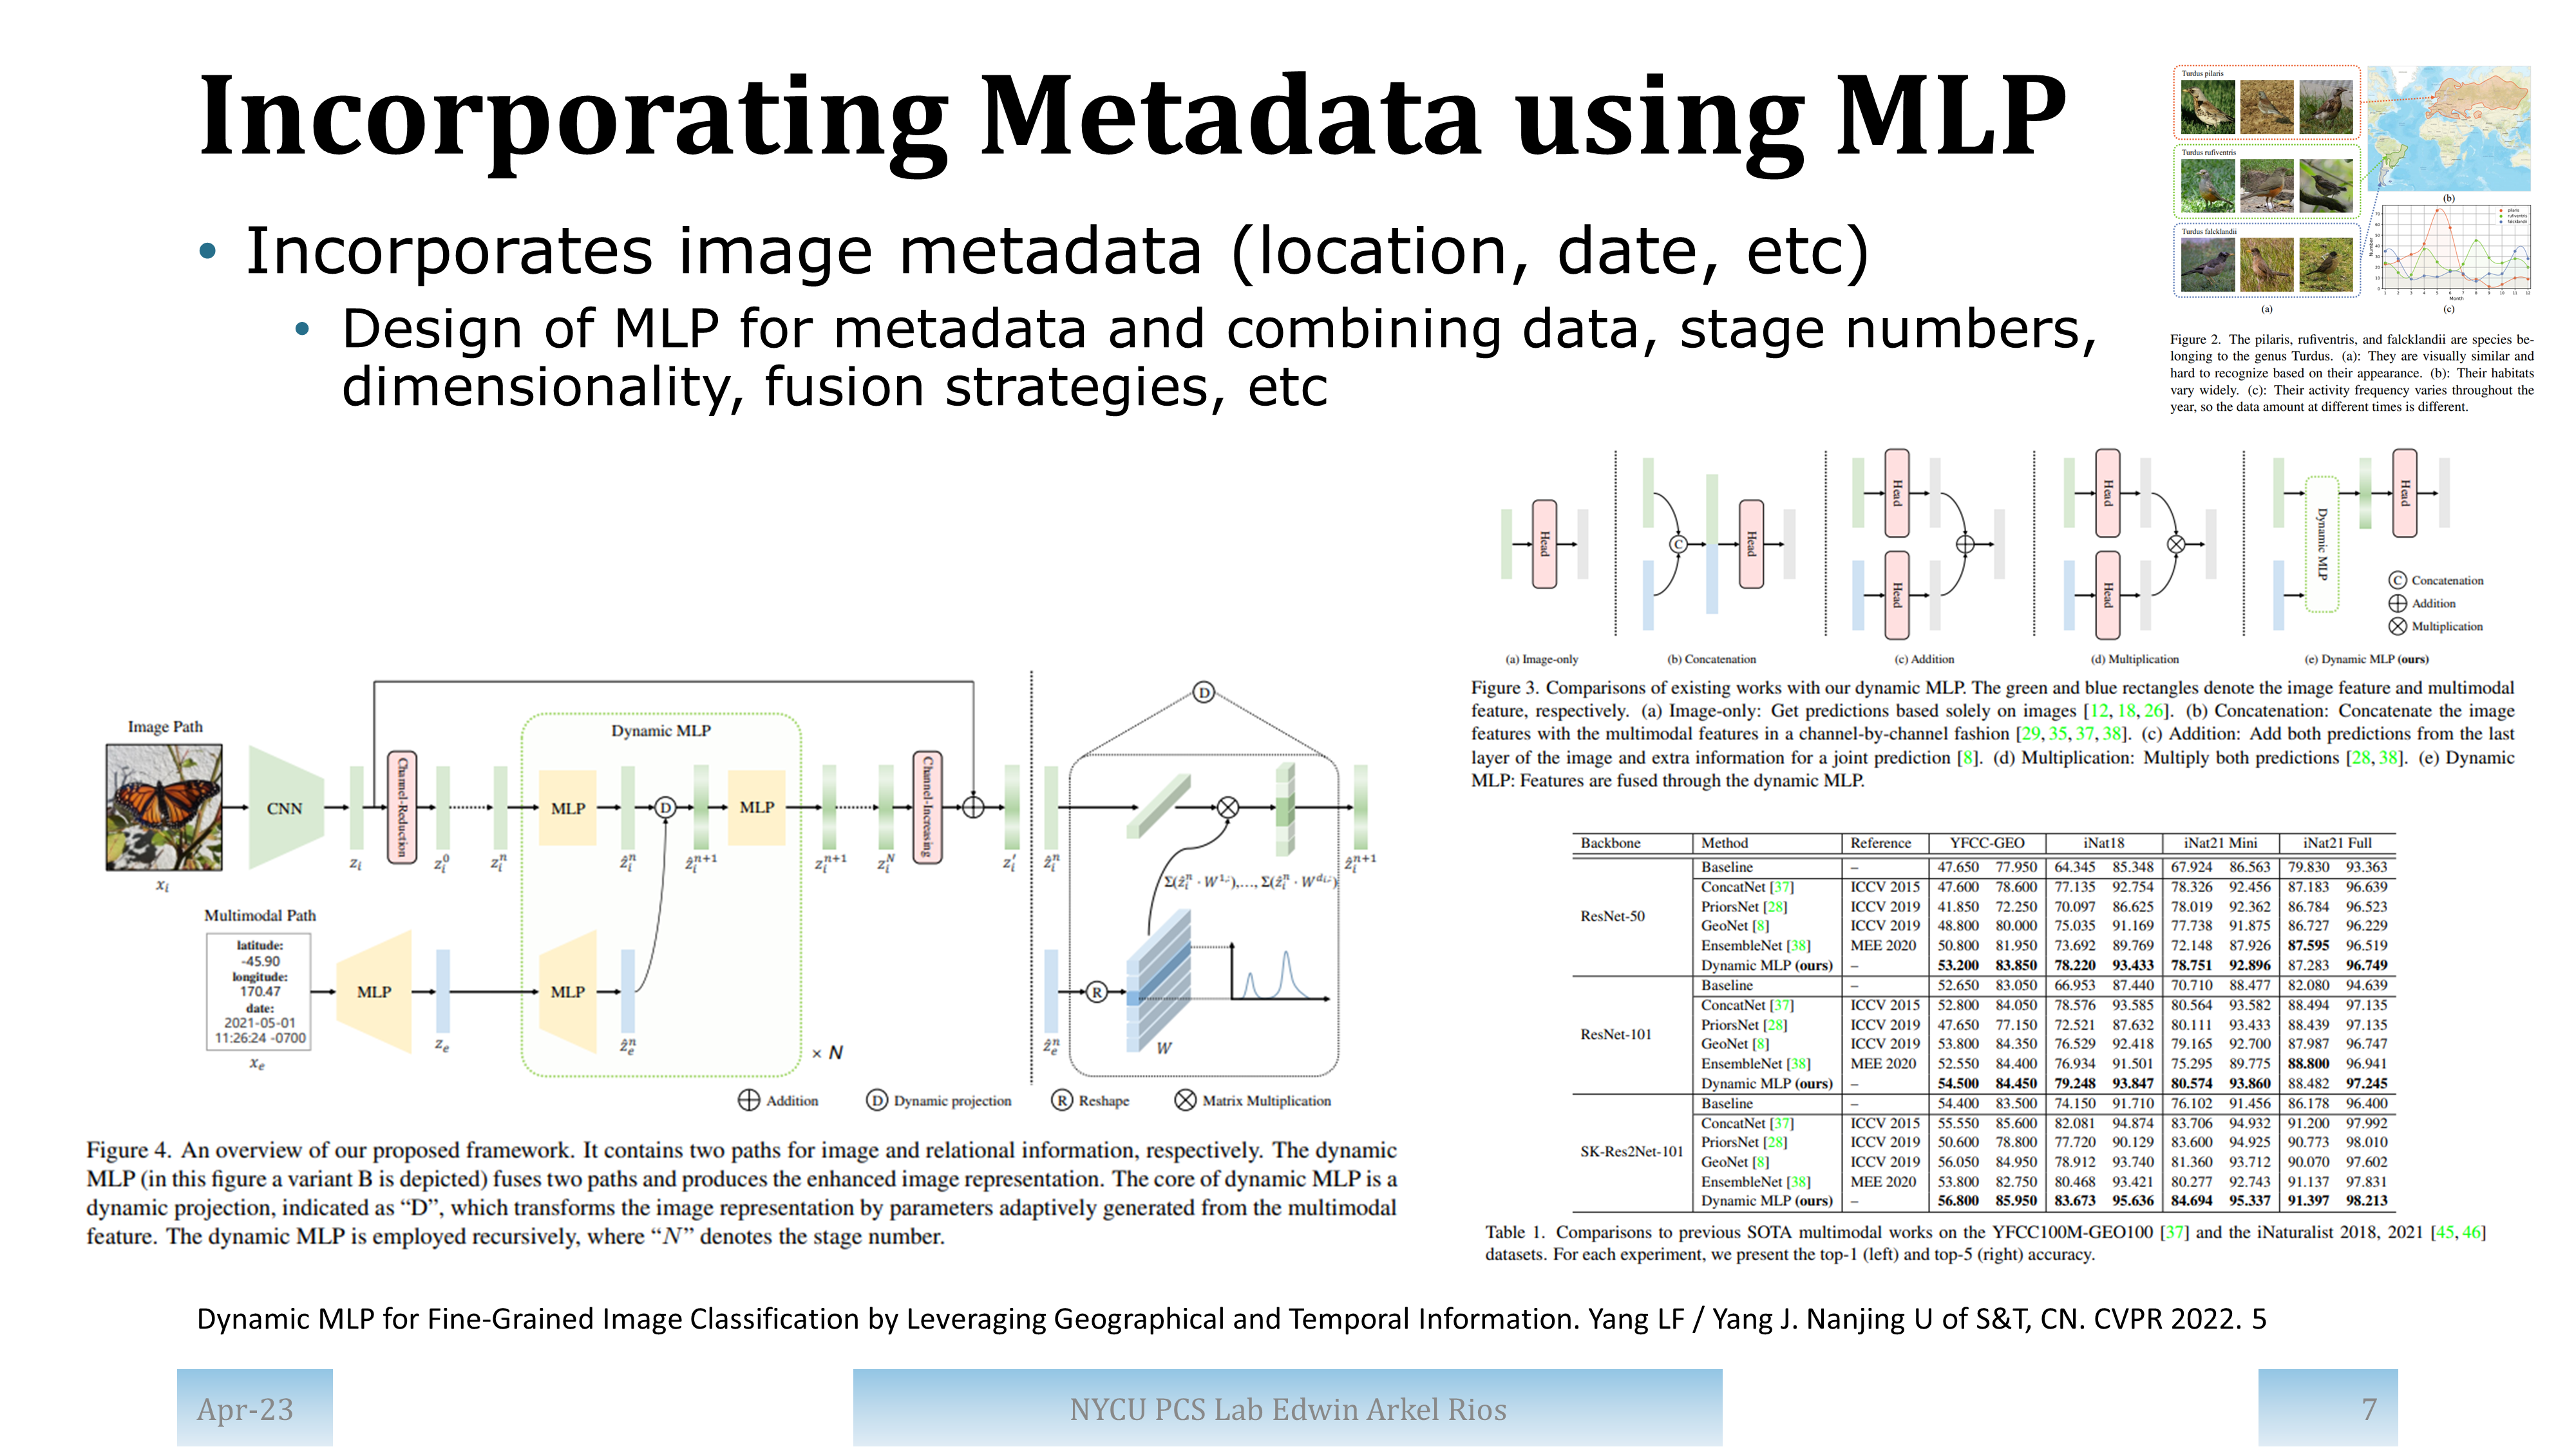 Incorporating Metadata using MLP
• Incorporates image metadata (location, date, etc)
• Design of MLP for metadata and combining data, stage numbers,
dimensionality, fusion strategies, etc
Turdus pilaris
Turdus rufiventris
Turdus falcklandii
(a)
(b)
(c)
Number
Month
pilaris
rufiventris
falcklandii
Figure 2. The pilaris, rufiventris, and falcklandii are species be-
longing to the genus Turdus. (a): They are visually similar and
hard to recognize based on their appearance. (b): Their habitats
vary widely. (c): Their activity frequency varies throughout the
year, so the data amount at different times is different.
Head
C
Head
Head
Head
Head
Head
Dynamic MLP
Head
C Concatenation
⊕ Addition
⊗ Multiplication
(a) Image-only
(b) Concatenation
(c) Addition
(d) Multiplication
(e) Dynamic MLP (ours)
Figure 3. Comparisons of existing works with our dynamic MLP. The green and blue rectangles denote the image feature and multimodal
feature, respectively. (a) Image-only: Get predictions based solely on images [12, 18, 26]. (b) Concatenation: Concatenate the image
features with the multimodal features in a channel-by-channel fashion [29, 35, 37, 38]. (c) Addition: Add both predictions from the last
layer of the image and extra information for a joint prediction [8]. (d) Multiplication: Multiply both predictions [28, 38]. (e) Dynamic
MLP: Features are fused through the dynamic MLP.
Image Path
x_i
CNN
z_i
Channel-Reduction
z_i^0
z_i^n
Dynamic MLP
MLP
ẑ_i^n
D
ẑ_i^{n+1}
MLP
z_i^{n+1}
z_i^N
Channel-Increasing
z_i'
Multimodal Path
latitude:
-45.90
longitude:
170.47
date:
2021-05-01
11:26:24 -0700
x_e
MLP
z_e
MLP
ẑ_e^n
× N
D
ẑ_i^n
ẑ_i^{n+1}
Σ(ẑ_i^n · W^{1,:}),..., Σ(ẑ_i^n · W^{d_i,:})
ẑ_e^n
R
W
⊕ Addition
D Dynamic projection
R Reshape
⊗ Matrix Multiplication
Figure 4. An overview of our proposed framework. It contains two paths for image and relational information, respectively. The dynamic
MLP (in this figure a variant B is depicted) fuses two paths and produces the enhanced image representation. The core of dynamic MLP is a
dynamic projection, indicated as “D”, which transforms the image representation by parameters adaptively generated from the multimodal
feature. The dynamic MLP is employed recursively, where “N” denotes the stage number.
Backbone Method Reference YFCC-GEO iNat18 iNat21 Mini iNat21 Full
ResNet-50
Baseline – 47.650 77.950 64.345 85.348 67.924 86.563 79.830 93.363
ConcatNet [37] ICCV 2015 47.600 78.600 77.135 92.754 78.326 92.456 87.183 96.639
PriorsNet [28] ICCV 2019 41.850 72.250 70.097 86.625 78.019 92.362 86.784 96.523
GeoNet [8] ICCV 2019 48.800 80.000 75.035 91.169 77.738 91.875 86.727 96.229
EnsembleNet [38] MEE 2020 50.800 81.950 73.692 89.769 72.148 87.926 87.595 96.519
Dynamic MLP (ours) – 53.200 83.850 78.220 93.433 78.751 92.896 87.283 96.749
ResNet-101
Baseline – 52.650 83.050 66.953 87.440 70.710 88.477 82.080 94.639
ConcatNet [37] ICCV 2015 52.800 84.050 78.576 93.585 80.564 93.582 88.494 97.135
PriorsNet [28] ICCV 2019 47.650 77.150 72.521 87.632 80.111 93.433 88.439 97.135
GeoNet [8] ICCV 2019 53.800 84.350 76.529 92.418 79.165 92.700 87.987 96.747
EnsembleNet [38] MEE 2020 52.550 84.400 76.934 91.501 75.295 89.775 88.800 96.941
Dynamic MLP (ours) – 54.500 84.450 79.248 93.847 80.574 93.860 88.482 97.245
SK-Res2Net-101
Baseline – 54.400 83.500 74.150 91.710 76.102 91.456 86.178 96.400
ConcatNet [37] ICCV 2015 55.550 85.600 82.081 94.874 83.706 94.932 91.200 97.992
PriorsNet [28] ICCV 2019 50.600 78.800 77.720 90.129 83.600 94.925 90.773 98.010
GeoNet [8] ICCV 2019 56.050 84.950 78.912 93.740 81.360 93.712 90.070 97.602
EnsembleNet [38] MEE 2020 53.800 82.750 80.468 93.421 80.277 92.743 91.137 97.831
Dynamic MLP (ours) – 56.800 85.950 83.673 95.636 84.694 95.337 91.397 98.213
Table 1. Comparisons to previous SOTA multimodal works on the YFCC100M-GEO100 [37] and the iNaturalist 2018, 2021 [45, 46]
datasets. For each experiment, we present the top-1 (left) and top-5 (right) accuracy.
Dynamic MLP for Fine-Grained Image Classification by Leveraging Geographical and Temporal Information. Yang LF / Yang J. Nanjing U of S&T, CN. CVPR 2022. 5
Apr-23
NYCU PCS Lab Edwin Arkel Rios
7